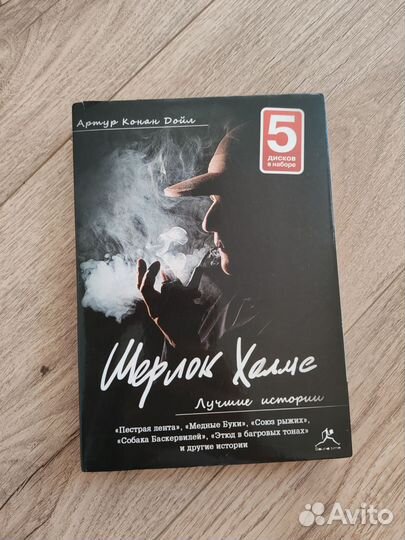 Артур Конан Дойл
5
дисков
в наборе
Шерлок Холмс
Лучшие истории
«Пестрая лента», «Медные Буки», «Союз рыжих»,
«Собака Баскервилей», «Этюд в багровых тонах»
и другие истории
Avito